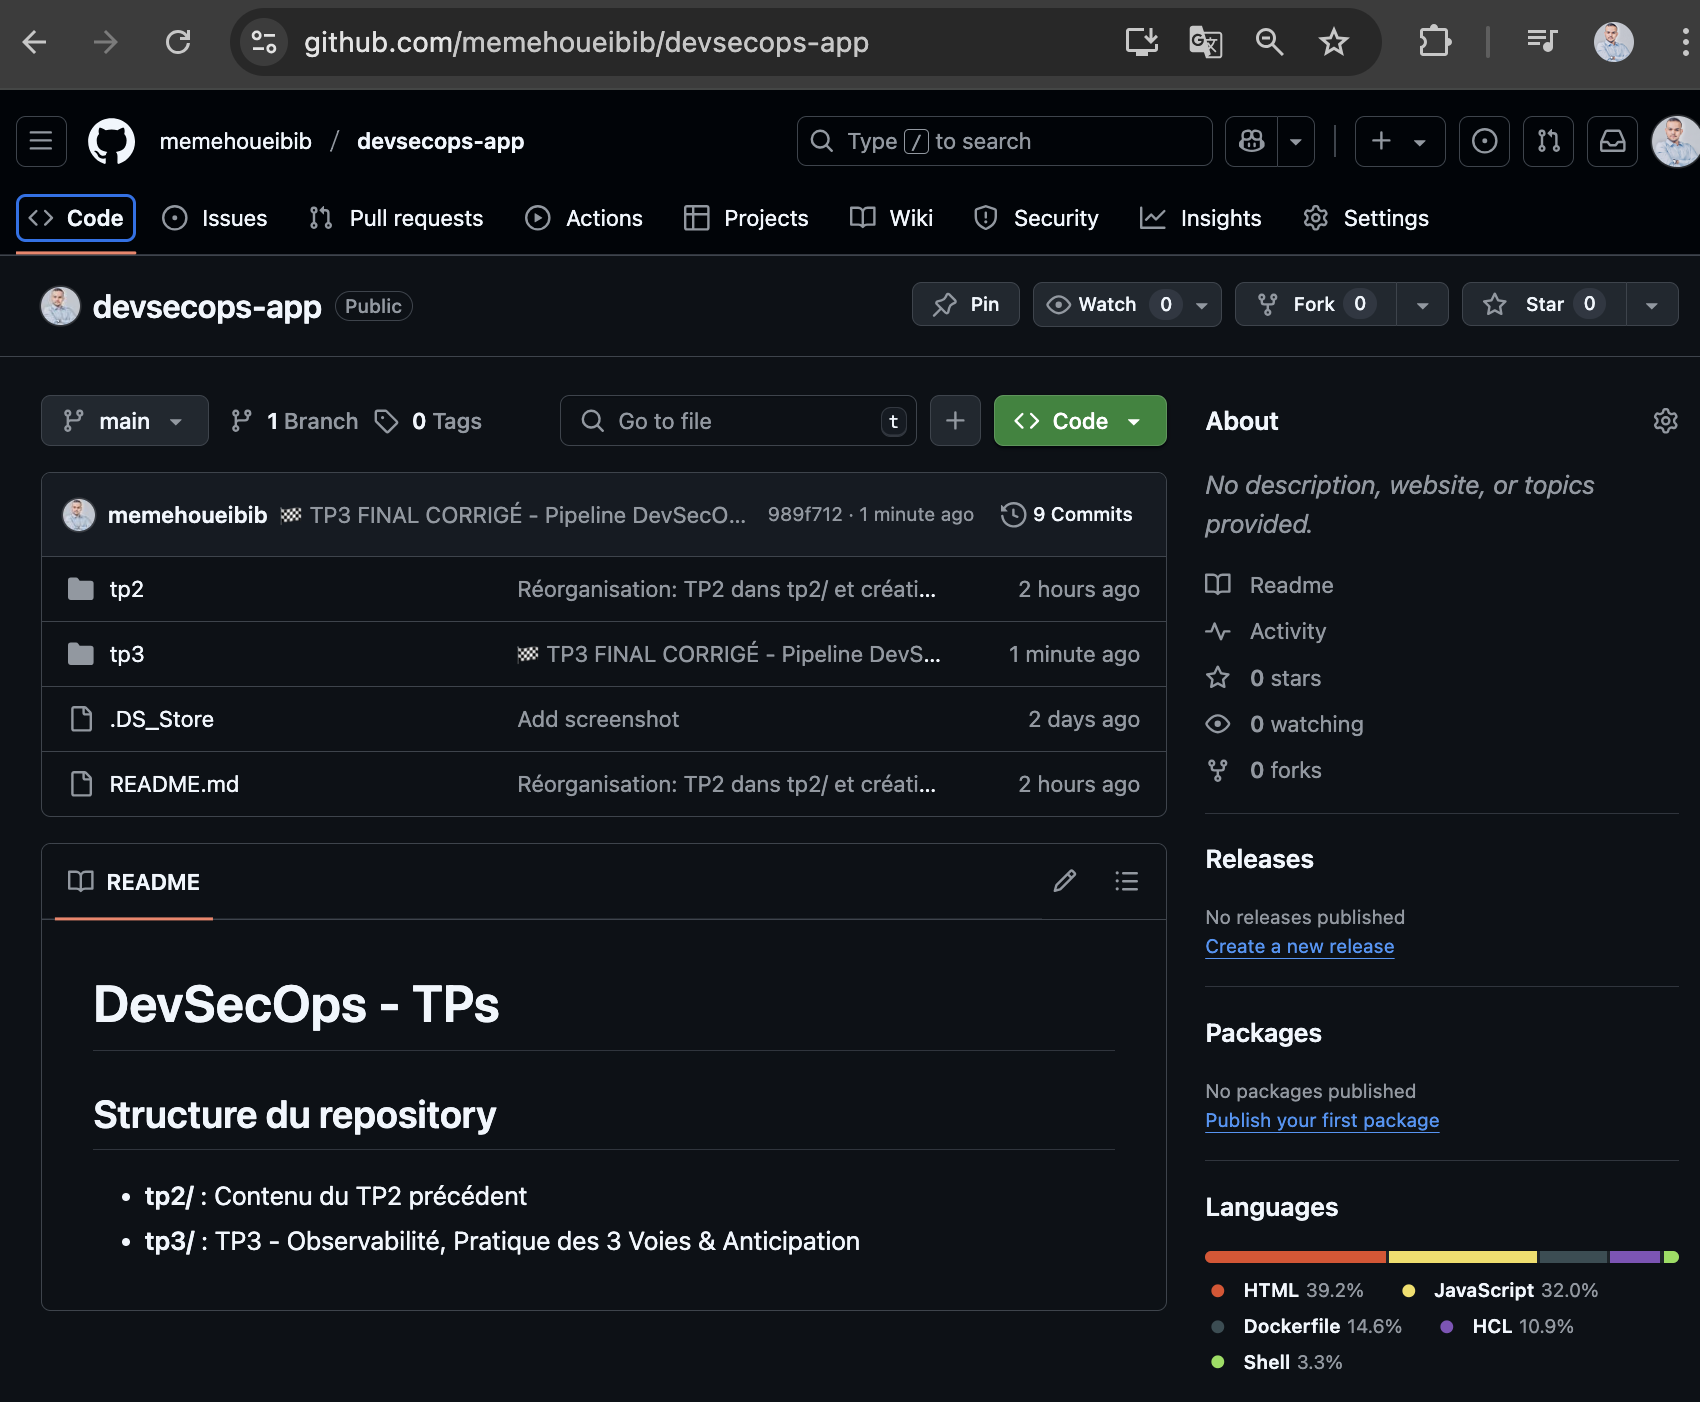 github.com/memehoueibib/devsecops-app
memehoueibib / devsecops-app
Type / to search
Code Issues Pull requests Actions Projects Wiki Security Insights Settings
devsecops-app Public
Pin Watch 0 Fork 0 Star 0
main 1 Branch 0 Tags Go to file t Code
memehoueibib 🏁 TP3 FINAL CORRIGÉ - Pipeline DevSecO... 989f712 · 1 minute ago 9 Commits
tp2 Réorganisation: TP2 dans tp2/ et créati... 2 hours ago
tp3 🏁 TP3 FINAL CORRIGÉ - Pipeline DevS... 1 minute ago
.DS_Store Add screenshot 2 days ago
README.md Réorganisation: TP2 dans tp2/ et créati... 2 hours ago
README
DevSecOps - TPs
Structure du repository
• tp2/ : Contenu du TP2 précédent
• tp3/ : TP3 - Observabilité, Pratique des 3 Voies & Anticipation
About
No description, website, or topics
provided.
Readme
Activity
0 stars
0 watching
0 forks
Releases
No releases published
Create a new release
Packages
No packages published
Publish your first package
Languages
HTML 39.2% JavaScript 32.0%
Dockerfile 14.6% HCL 10.9%
Shell 3.3%